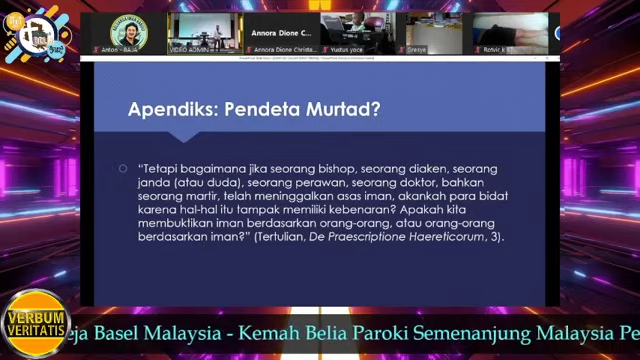 Anton - BAJA
VIDEO ADMIN
Annora Dione C...
Annora Dione Christa...
Yustus yace
Gresye
Apendiks: Pendeta Murtad?
“Tetapi bagaimana jika seorang bishop, seorang diaken, seorang
janda (atau duda), seorang perawan, seorang doktor, bahkan
seorang martir, telah meninggalkan asas iman, akankah para bidat
karena hal-hal itu tampak memiliki kebenaran? Apakah kita
membuktikan iman berdasarkan orang-orang, atau orang-orang
berdasarkan iman?” (Tertulian, De Praescriptione Haereticorum, 3).
VERBUM
VERITATIS
eja Basel Malaysia - Kemah Belia Paroki Semenanjung Malaysia Pe